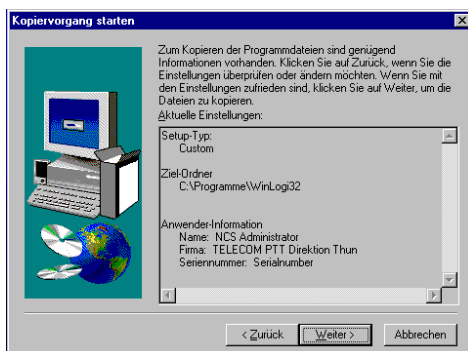 Kopiervorgang starten
Zum Kopieren der Programmdateien sind genügend
Informationen vorhanden. Klicken Sie auf Zurück, wenn Sie die
Einstellungen überprüfen oder ändern möchten. Wenn Sie mit
den Einstellungen zufrieden sind, klicken Sie auf Weiter, um die
Dateien zu kopieren.
Aktuelle Einstellungen:
Setup-Typ:
Custom
Ziel-Ordner
C:\Programme\WinLogi32
Anwender-Information
Name: NCS Administrator
Firma: TELECOM PTT Direktion Thun
Seriennummer: Serialnumber
< Zurück Weiter > Abbrechen